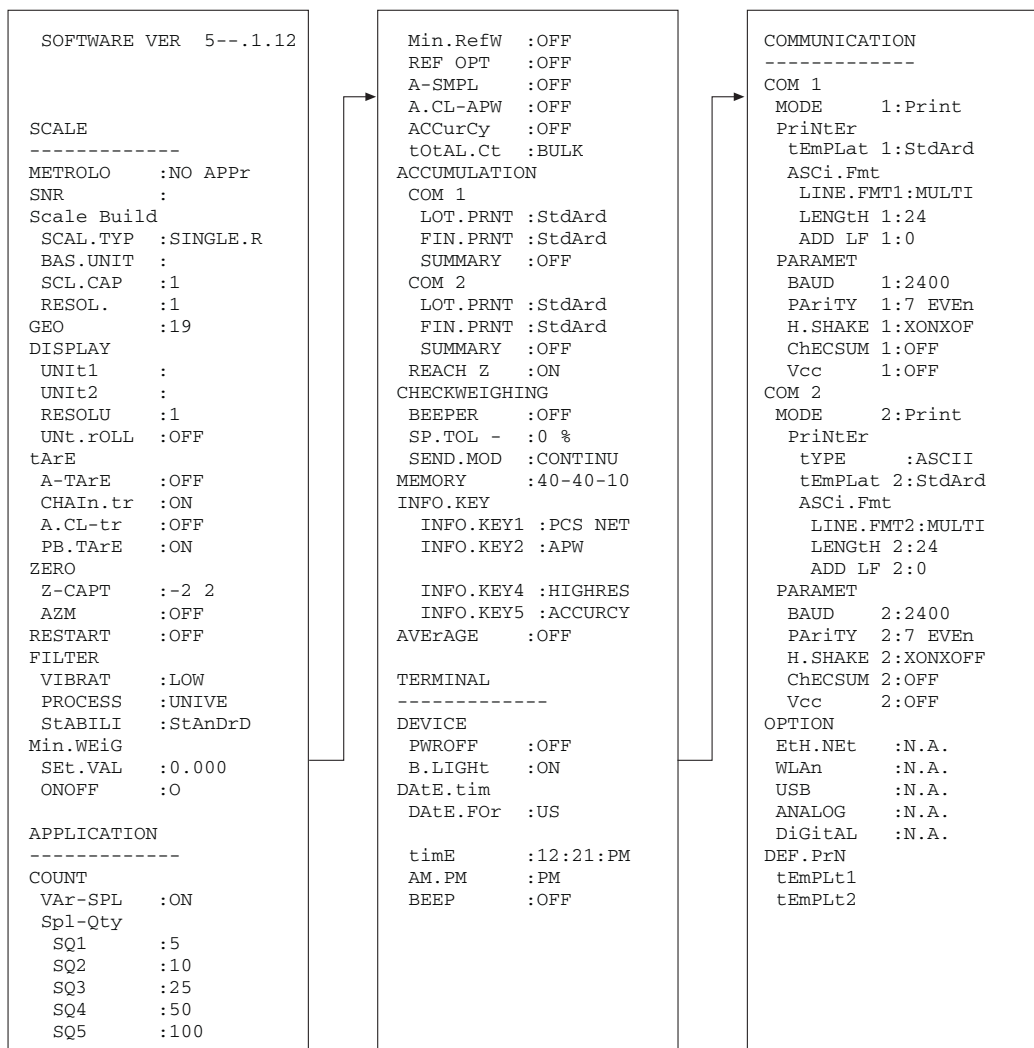 SOFTWARE VER  5--.1.12
SCALE
-------------
METROLO   :NO APPr
SNR       :
Scale Build
SCAL.TYP  :SINGLE.R
BAS.UNIT  :
SCL.CAP   :1
RESOL.    :1
GEO        :19
DISPLAY
UNIt1     :
UNIt2     :
RESOLU    :1
UNt.rOLL  :OFF
tArE
A-TArE    :OFF
CHAIn.tr  :ON
A.CL-tr   :OFF
PB.TArE   :ON
ZERO
Z-CAPT    :-2 2
AZM       :OFF
RESTART    :OFF
FILTER
VIBRAT    :LOW
PROCESS   :UNIVE
StABILI   :StAnDrD
Min.WEiG
SEt.VAL   :0.000
ONOFF     :O
APPLICATION
-------------
COUNT
VAr-SPL   :ON
Spl-Qty
SQ1      :5
SQ2      :10
SQ3      :25
SQ4      :50
SQ5      :100
Min.RefW  :OFF
REF OPT   :OFF
A-SMPL    :OFF
A.CL-APW  :OFF
ACCurCy   :OFF
tOtAL.Ct  :BULK
ACCUMULATION
COM 1
LOT.PRNT :StdArd
FIN.PRNT :StdArd
SUMMARY  :OFF
COM 2
LOT.PRNT :StdArd
FIN.PRNT :StdArd
SUMMARY  :OFF
REACH Z   :ON
CHECKWEIGHING
BEEPER    :OFF
SP.TOL -  :0 %
SEND.MOD  :CONTINU
MEMORY     :40-40-10
INFO.KEY
INFO.KEY1 :PCS NET
INFO.KEY2 :APW
INFO.KEY4 :HIGHRES
INFO.KEY5 :ACCURCY
AVErAGE    :OFF
TERMINAL
-------------
DEVICE
PWROFF    :OFF
B.LIGHt   :ON
DAtE.tim
DAtE.FOr  :US
timE      :12:21:PM
AM.PM     :PM
BEEP      :OFF
COMMUNICATION
-------------
COM 1
MODE     1:Print
PriNtEr
tEmPLat 1:StdArd
ASCi.Fmt
LINE.FMT1:MULTI
LENGtH 1:24
ADD LF 1:0
PARAMET
BAUD    1:2400
PAriTY  1:7 EVEn
H.SHAKE 1:XONXOF
ChECSUM 1:OFF
Vcc     1:OFF
COM 2
MODE     2:Print
PriNtEr
tYPE     :ASCII
tEmPLat 2:StdArd
ASCi.Fmt
LINE.FMT2:MULTI
LENGtH 2:24
ADD LF 2:0
PARAMET
BAUD    2:2400
PAriTY  2:7 EVEn
H.SHAKE 2:XONXOFF
ChECSUM 2:OFF
Vcc     2:OFF
OPTION
EtH.NEt   :N.A.
WLAn      :N.A.
USB       :N.A.
ANALOG    :N.A.
DiGitAL   :N.A.
DEF.PrN
tEmPLt1
tEmPLt2